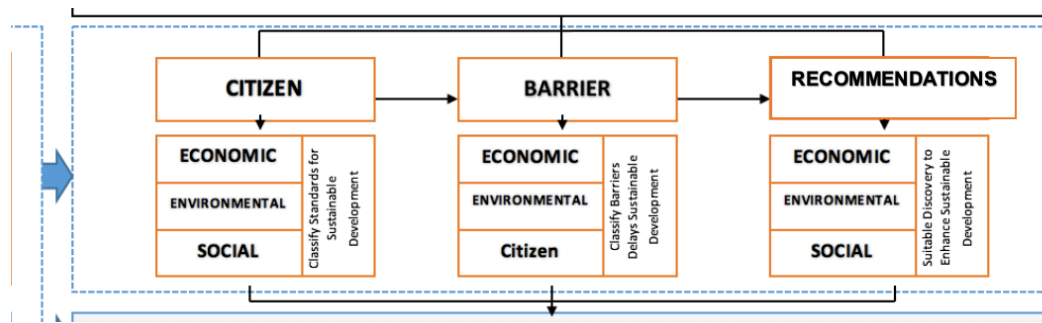 CITIZEN
BARRIER
RECOMMENDATIONS
ECONOMIC
ENVIRONMENTAL
SOCIAL
Classify Standards for
Sustainable
Development
ECONOMIC
ENVIRONMENTAL
Citizen
Classify Barriers
Delays Sustainable
Development
ECONOMIC
ENVIRONMENTAL
SOCIAL
Suitable Discovery to
Enhance Sustainable
Development